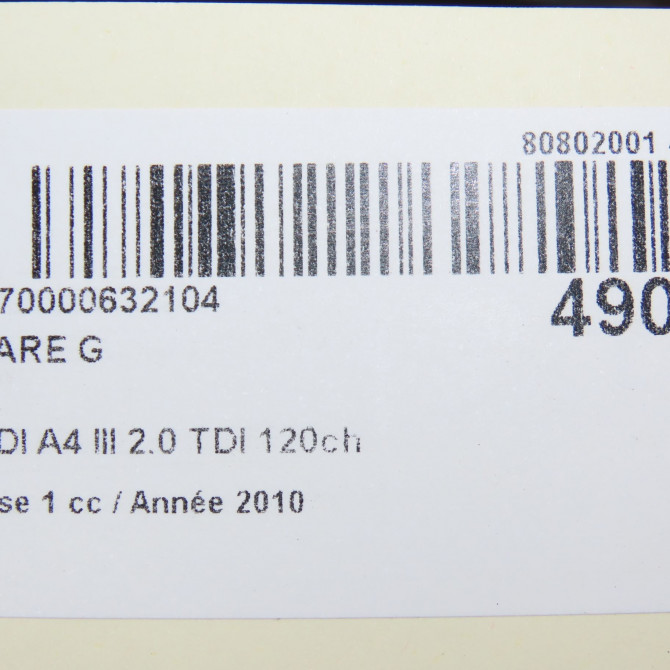 80802001
70000632104
490
ARE G
DI A4 III 2.0 TDI 120ch
se 1 cc / Année 2010